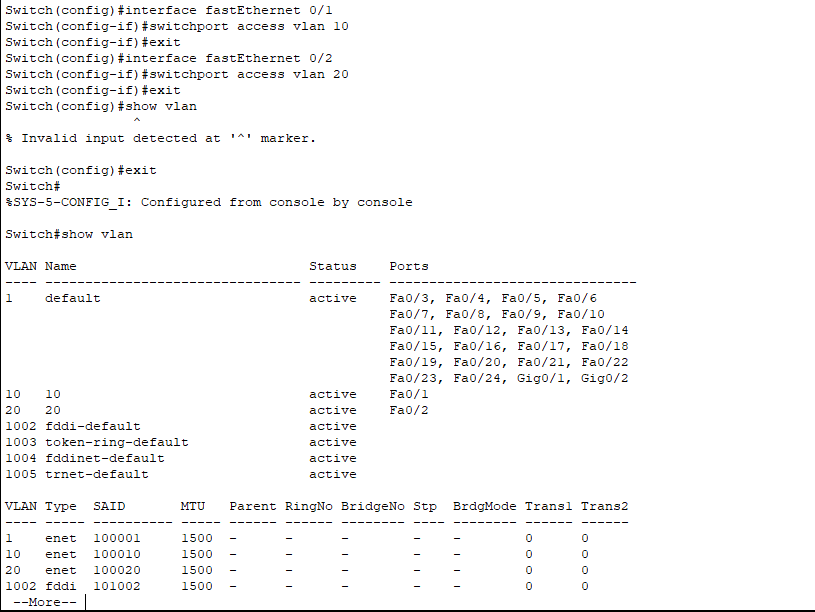 Switch(config)#interface fastEthernet 0/1
Switch(config-if)#switchport access vlan 10
Switch(config-if)#exit
Switch(config)#interface fastEthernet 0/2
Switch(config-if)#switchport access vlan 20
Switch(config-if)#exit
Switch(config)#show vlan
^
% Invalid input detected at '^' marker.
Switch(config)#exit
Switch#
%SYS-5-CONFIG_I: Configured from console by console
Switch#show vlan
VLAN Name                             Status    Ports
---- -------------------------------- --------- -------------------------------
1    default                          active    Fa0/3, Fa0/4, Fa0/5, Fa0/6
                                                Fa0/7, Fa0/8, Fa0/9, Fa0/10
                                                Fa0/11, Fa0/12, Fa0/13, Fa0/14
                                                Fa0/15, Fa0/16, Fa0/17, Fa0/18
                                                Fa0/19, Fa0/20, Fa0/21, Fa0/22
                                                Fa0/23, Fa0/24, Gig0/1, Gig0/2
10   10                               active    Fa0/1
20   20                               active    Fa0/2
1002 fddi-default                     active
1003 token-ring-default               active
1004 fddinet-default                  active
1005 trnet-default                    active
VLAN Type  SAID       MTU   Parent RingNo BridgeNo Stp  BrdgMode Trans1 Trans2
---- ----- ---------- ----- ------ ------ -------- ---- -------- ------ ------
1    enet  100001     1500  -      -      -        -    -        0      0
10   enet  100010     1500  -      -      -        -    -        0      0
20   enet  100020     1500  -      -      -        -    -        0      0
1002 fddi  101002     1500  -      -      -        -    -        0      0
--More--